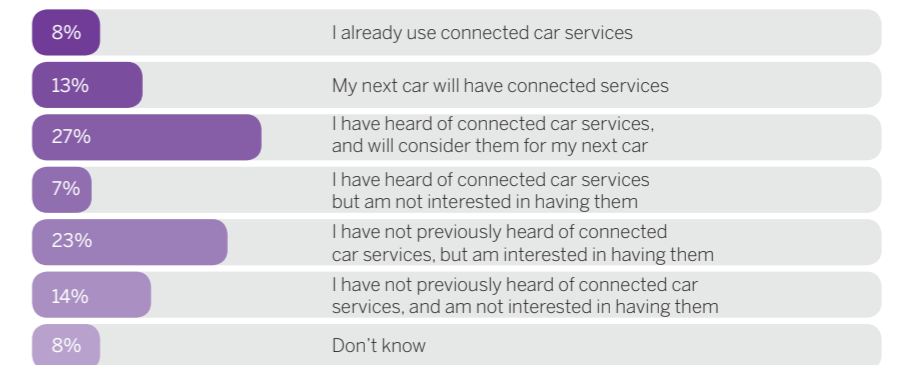 8%
I already use connected car services
13%
My next car will have connected services
27%
I have heard of connected car services,
and will consider them for my next car
7%
I have heard of connected car services
but am not interested in having them
23%
I have not previously heard of connected
car services, but am interested in having them
14%
I have not previously heard of connected car
services, and am not interested in having them
8%
Don’t know